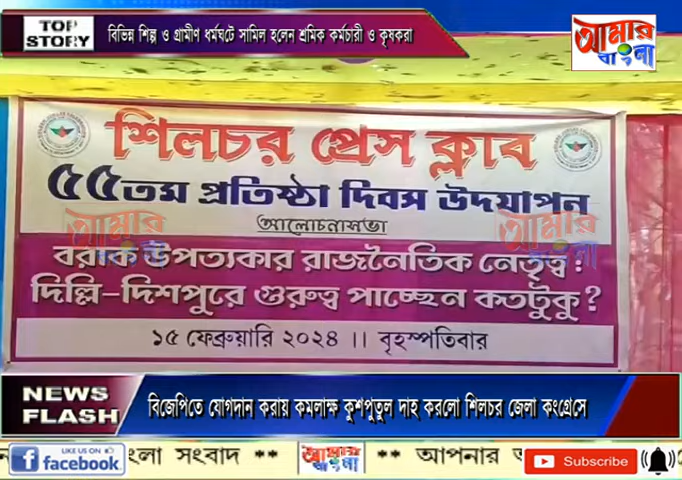 TOP STORY
বিভিন্ন শিল্প ও গ্রামীণ ধর্মঘটে সামিল হলেন শ্রমিক কর্মচারী ও কৃষকরা
আমার
বাংলা
শিলচর প্রেস ক্লাব
৫৫তম প্রতিষ্ঠা দিবস উদযাপন
আলোচনাসভা
আমার
বাংলা
আমার
বাংলা
বরাক উপত্যকার রাজনৈতিক নেতৃত্ব :
দিল্লি-দিশপুরে গুরুত্ব পাচ্ছেন কতটুকু ?
১৫ ফেব্রুয়ারি ২০২৪ ।। বৃহস্পতিবার
NEWS FLASH
বিজেপিতে যোগদান করায় কমলাক্ষ কুশপুতুল দাহ করলো শিলচর জেলা কংগ্রেসে
LIKE US ON
facebook.
সংবাদ ** আমার বাংলা ** আপনার
Subscribe